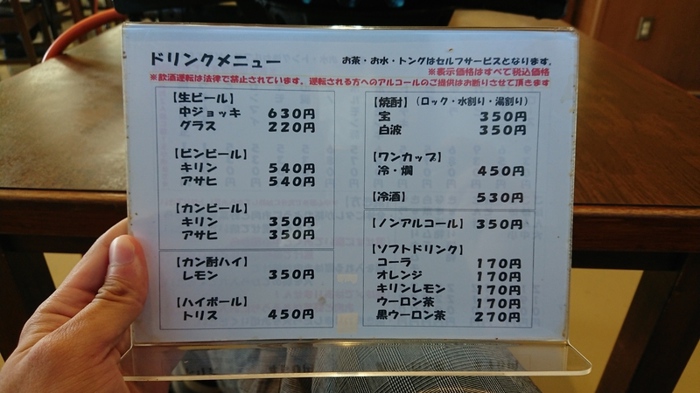 ドリンクメニュー
お茶・お水・トングはセルフサービスとなります。
※表示価格はすべて税込価格
※飲酒運転は法律で禁止されています。運転される方へのアルコールのご提供はお断りさせて頂きます
【生ビール】
中ジョッキ 630円
グラス 220円
【ビンビール】
キリン 540円
アサヒ 540円
【カンビール】
キリン 350円
アサヒ 350円
【カン酎ハイ】
レモン 350円
【ハイボール】
トリス 450円
【焼酎】(ロック・水割り・湯割り)
宝 350円
白波 350円
【ワンカップ】
冷・燗 450円
【冷酒】 530円
【ノンアルコール】 350円
【ソフトドリンク】
コーラ 170円
オレンジ 170円
キリンレモン 170円
ウーロン茶 170円
黒ウーロン茶 270円